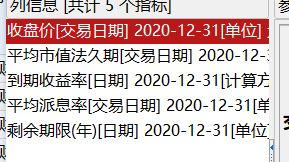 列信息 [共计 5 个指标]
收盘价[交易日期] 2020-12-31[单位]
平均市值法久期[交易日期] 2020-12-31
到期收益率[日期] 2020-12-31[计算方
平均派息率[交易日期] 2020-12-31[单
剩余期限(年)[日期] 2020-12-31[单位